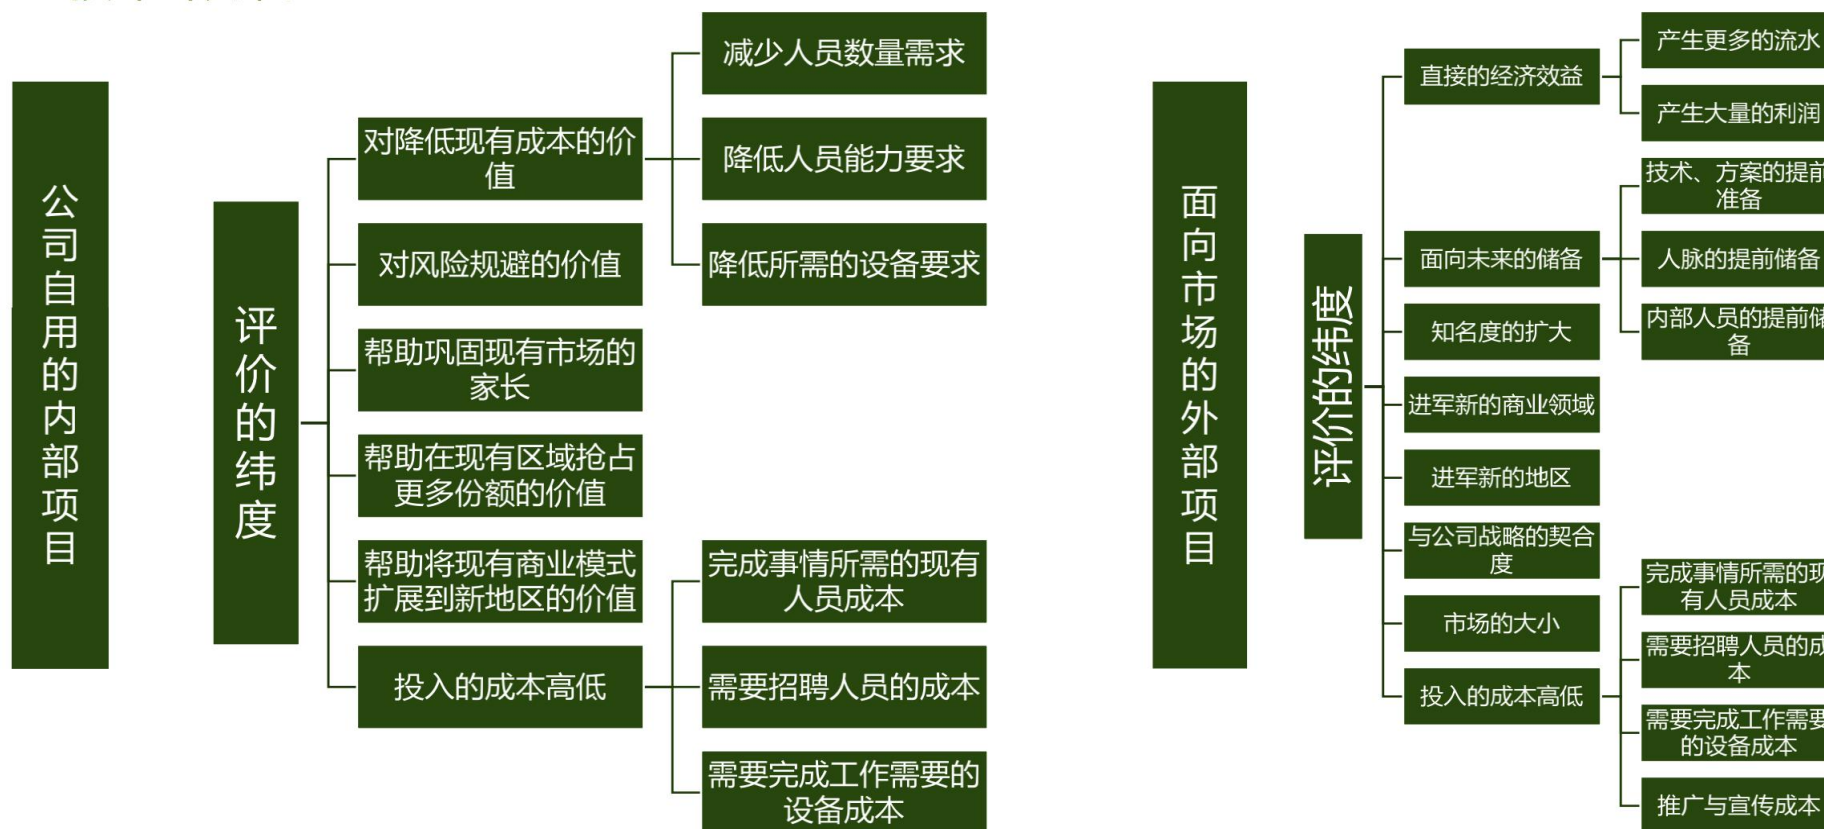 公司自用的内部项目
评价的纬度
对降低现有成本的价
值
减少人员数量需求
降低人员能力要求
降低所需的设备要求
对风险规避的价值
帮助巩固现有市场的
家长
帮助在现有区域抢占
更多份额的价值
帮助将现有商业模式
扩展到新地区的价值
投入的成本高低
完成事情所需的现有
人员成本
需要招聘人员的成本
需要完成工作需要的
设备成本
面向市场的外部项目
评价的纬度
直接的经济效益
产生更多的流水
产生大量的利润
面向未来的储备
技术、方案的提前
准备
人脉的提前储备
内部人员的提前储
备
知名度的扩大
进军新的商业领域
进军新的地区
与公司战略的契合
度
市场的大小
投入的成本高低
完成事情所需的现
有人员成本
需要招聘人员的成
本
需要完成工作需要
的设备成本
推广与宣传成本